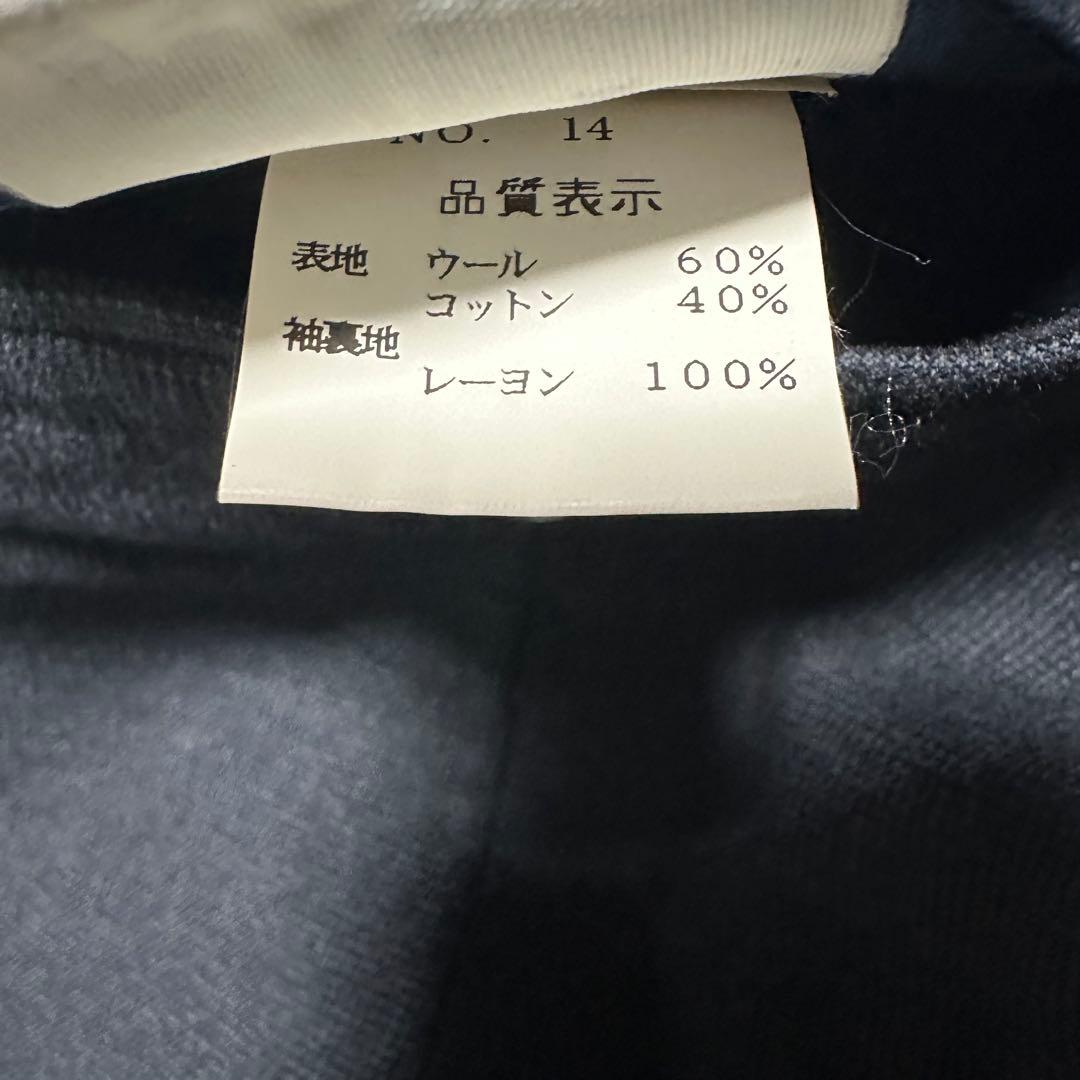 NO. 14
品質表示
表地 ウール 60%
コットン 40%
袖裏地
レーヨン 100%